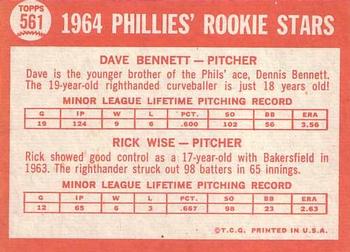 TOPPS
561
1964 PHILLIES' ROOKIE STARS
DAVE BENNETT—PITCHER
Dave is the younger brother of the Phils' ace, Dennis Bennett.
The 19-year-old righthanded curveballer is just 18 years old!
MINOR LEAGUE LIFETIME PITCHING RECORD
G IP W L PCT. SO BB ERA
19 124 9 6 .600 102 56 3.56
RICK WISE—PITCHER
Rick showed good control as a 17-year-old with Bakersfield in
1963. The righthander struck out 98 batters in 65 innings.
MINOR LEAGUE LIFETIME PITCHING RECORD
G IP W L PCT. SO BB ERA
12 65 6 3 .667 98 23 2.63
© T.C.G. PRINTED IN U.S.A.